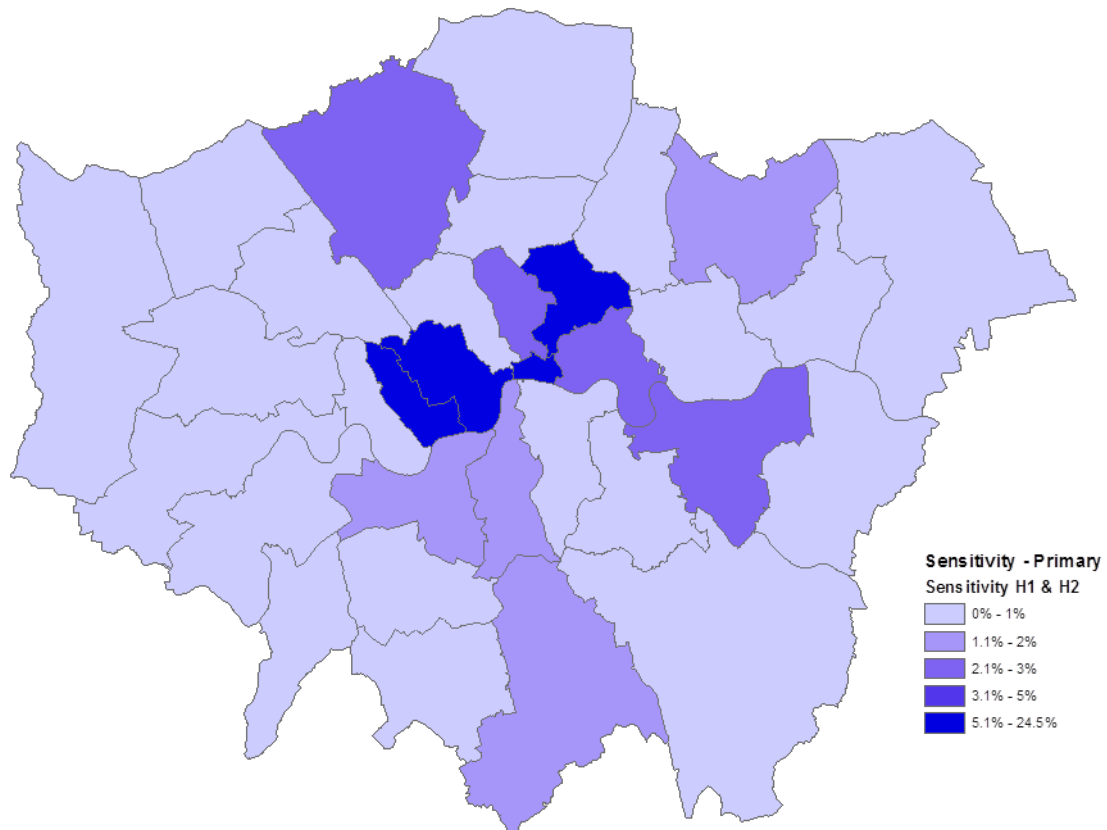 Sensitivity - Primary
Sensitivity H1 & H2
0% - 1%
1.1% - 2%
2.1% - 3%
3.1% - 5%
5.1% - 24.5%